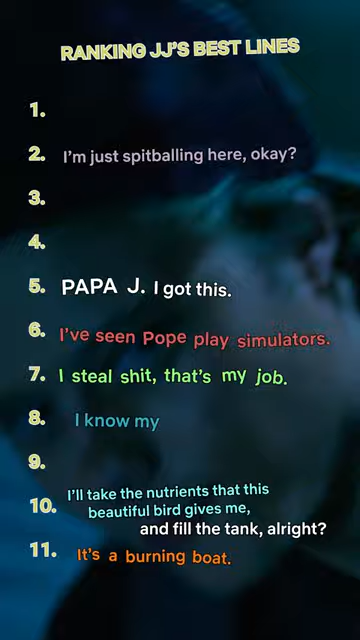 RANKING JJ'S BEST LINES
1.
2. I'm just spitballing here, okay?
3.
4.
5. PAPA J. I got this.
6. I've seen Pope play simulators.
7. I steal shit, that's my job.
8. I know my
9.
10. I'll take the nutrients that this
beautiful bird gives me,
and fill the tank, alright?
11. It's a burning boat.